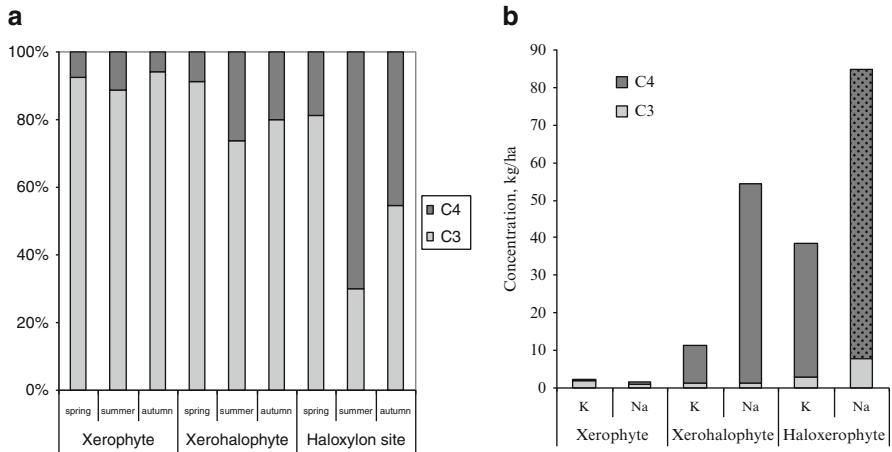 a
100%
80%
60%
40%
20%
0%
spring summer autumn spring summer autumn spring summer autumn
Xerophyte Xerohalophyte Haloxylon site
C4
C3
b
Concentration, kg/ha
90
80
70
60
50
40
30
20
10
0
C4
C3
K Na K Na K Na
Xerophyte Xerohalophyte Haloxerophyte